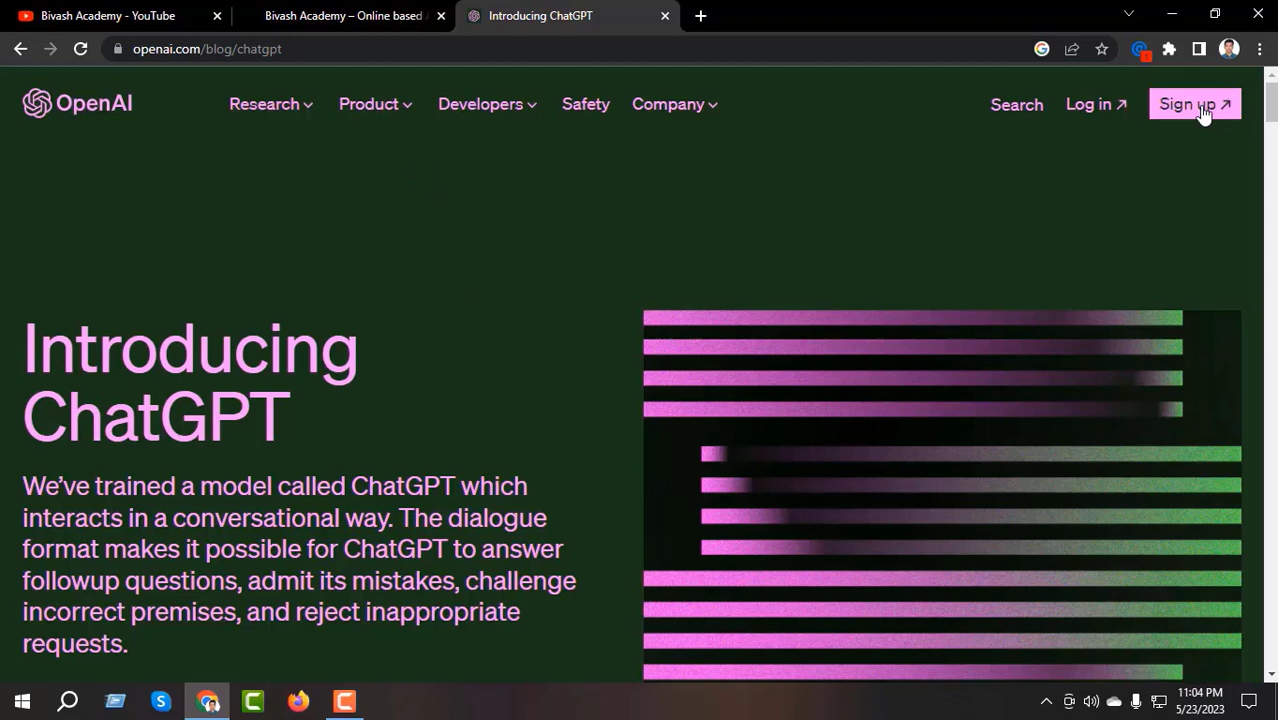 Bivash Academy - YouTube
Bivash Academy – Online based
Introducing ChatGPT
openai.com/blog/chatgpt
1
OpenAI
Research
Product
Developers
Safety
Company
Search
Log in ↗
Sign up ↗
Introducing
ChatGPT
We've trained a model called ChatGPT which
interacts in a conversational way. The dialogue
format makes it possible for ChatGPT to answer
followup questions, admit its mistakes, challenge
incorrect premises, and reject inappropriate
requests.
11:04 PM
5/23/2023